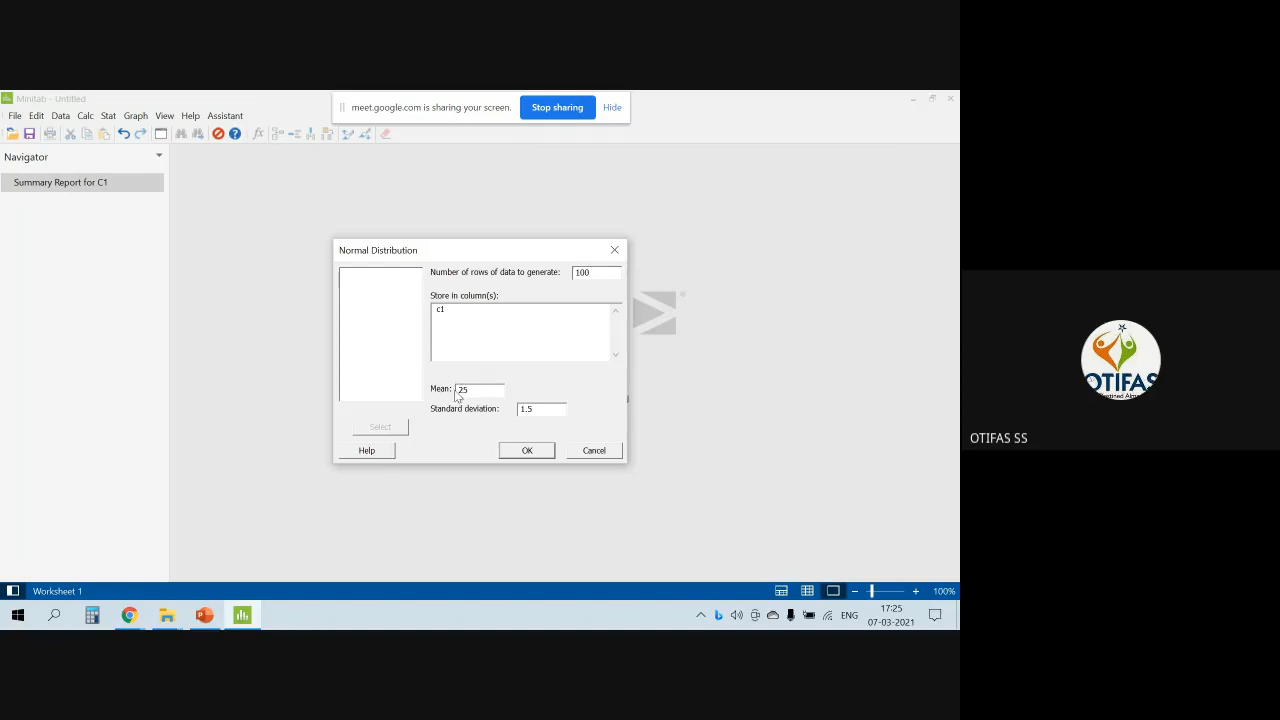 Minitab - Untitled
meet.google.com is sharing your screen.
Stop sharing
Hide
File Edit Data Calc Stat Graph View Help Assistant
Navigator
Summary Report for C1
Normal Distribution
Number of rows of data to generate: 100
Store in column(s):
c1
Mean: 25
Standard deviation: 1.5
Select
Help
OK
Cancel
Worksheet 1
100%
ENG
17:25
07-03-2021
OTIFAS
OTIFAS SS